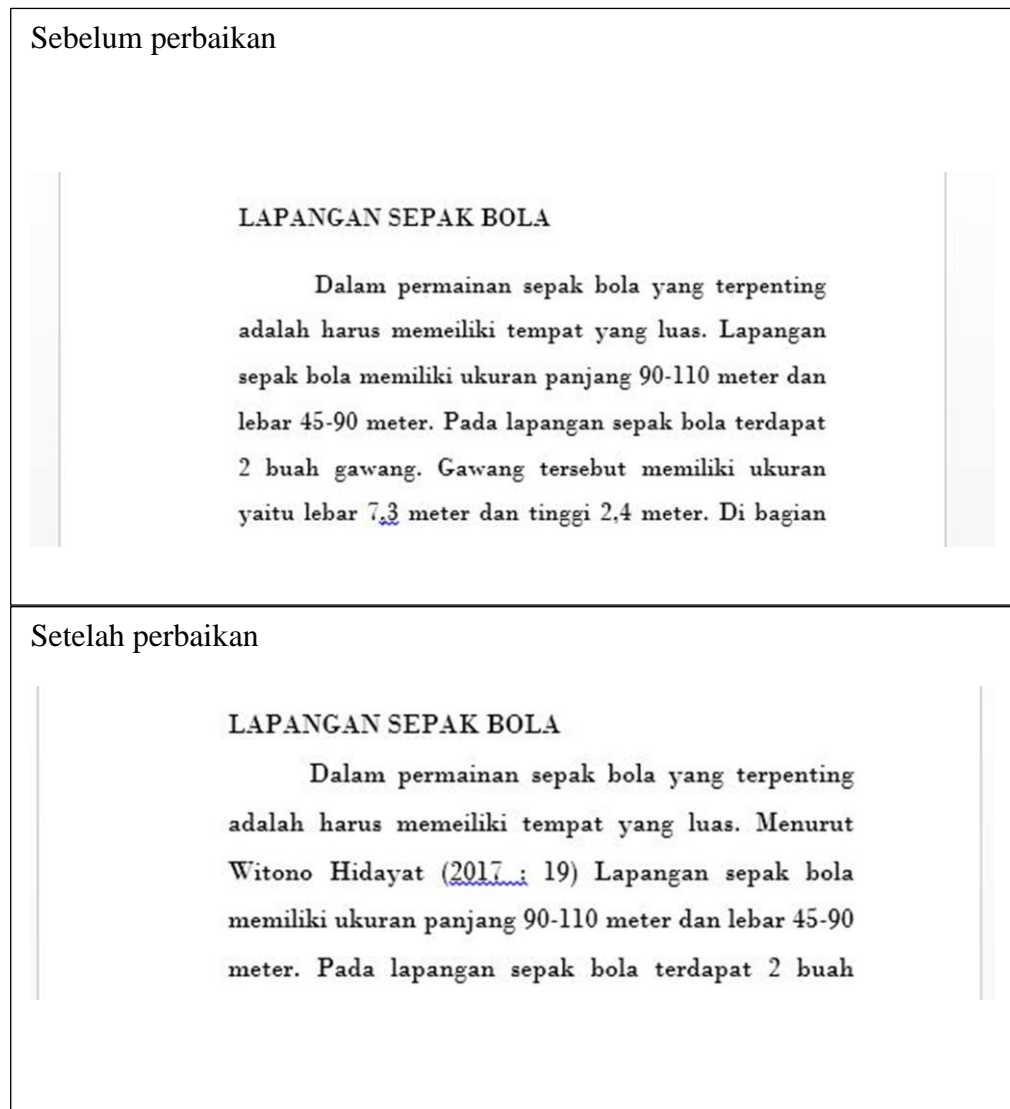 Sebelum perbaikan
LAPANGAN SEPAK BOLA
Dalam permainan sepak bola yang terpenting
adalah harus memeiliki tempat yang luas. Lapangan
sepak bola memiliki ukuran panjang 90-110 meter dan
lebar 45-90 meter. Pada lapangan sepak bola terdapat
2 buah gawang. Gawang tersebut memiliki ukuran
yaitu lebar 7,3 meter dan tinggi 2,4 meter. Di bagian
Setelah perbaikan
LAPANGAN SEPAK BOLA
Dalam permainan sepak bola yang terpenting
adalah harus memeiliki tempat yang luas. Menurut
Witono Hidayat (2017 : 19) Lapangan sepak bola
memiliki ukuran panjang 90-110 meter dan lebar 45-90
meter. Pada lapangan sepak bola terdapat 2 buah